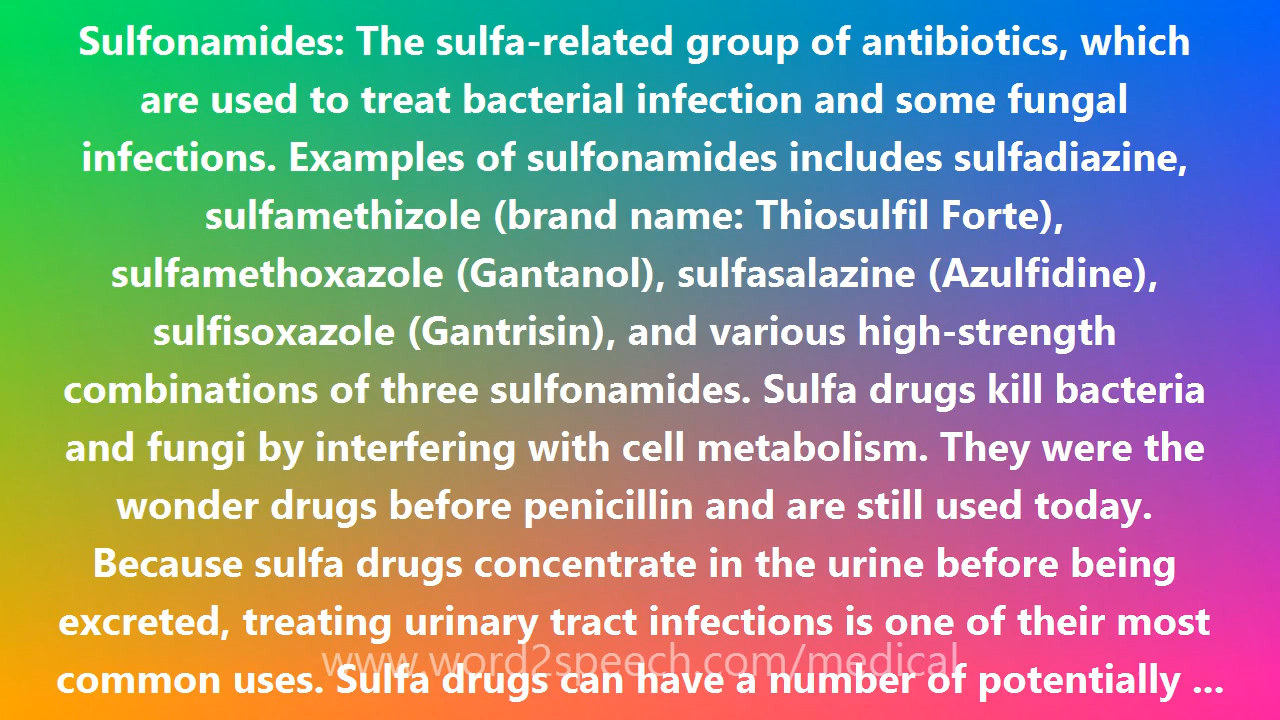 Sulfonamides: The sulfa-related group of antibiotics, which
are used to treat bacterial infection and some fungal
infections. Examples of sulfonamides includes sulfadiazine,
sulfamethizole (brand name: Thiosulfil Forte),
sulfamethoxazole (Gantanol), sulfasalazine (Azulfidine),
sulfisoxazole (Gantrisin), and various high-strength
combinations of three sulfonamides. Sulfa drugs kill bacteria
and fungi by interfering with cell metabolism. They were the
wonder drugs before penicillin and are still used today.
Because sulfa drugs concentrate in the urine before being
excreted, treating urinary tract infections is one of their most
www.word2speech.com/medical
common uses. Sulfa drugs can have a number of potentially ...